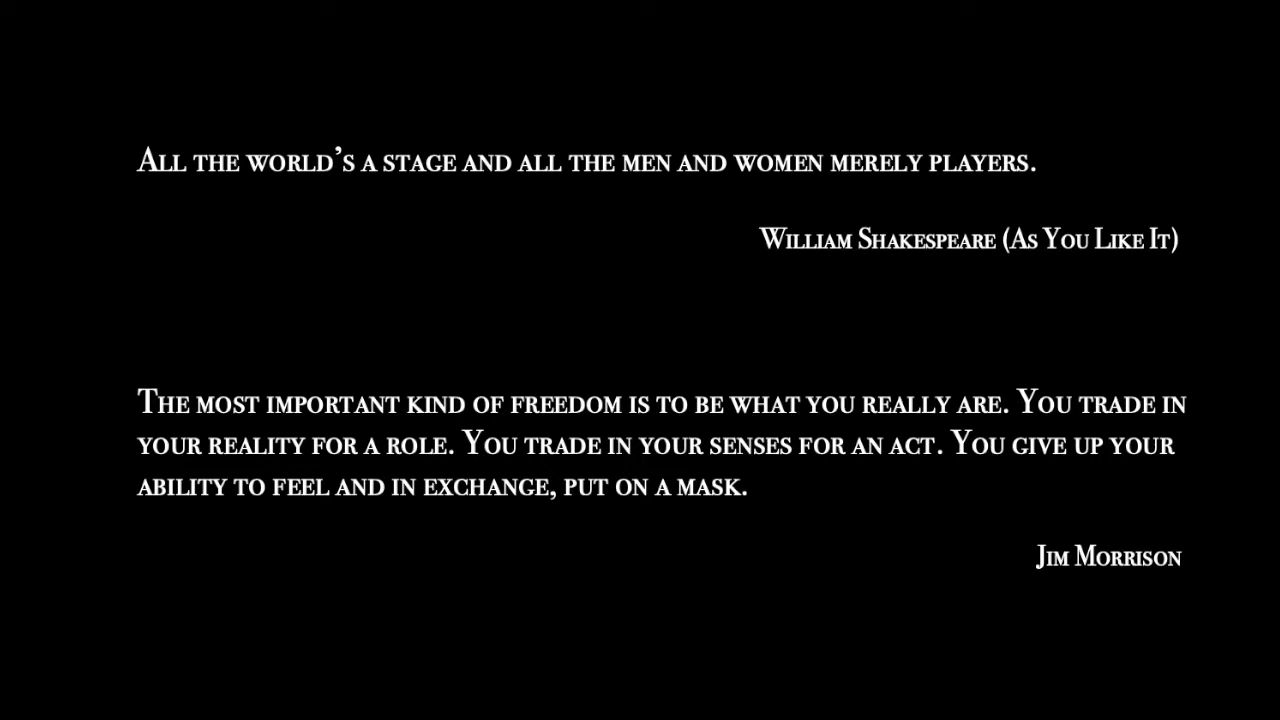 All the world's a stage and all the men and women merely players.
William Shakespeare (As You Like It)
The most important kind of freedom is to be what you really are. You trade in
your reality for a role. You trade in your senses for an act. You give up your
ability to feel and in exchange, put on a mask.
Jim Morrison